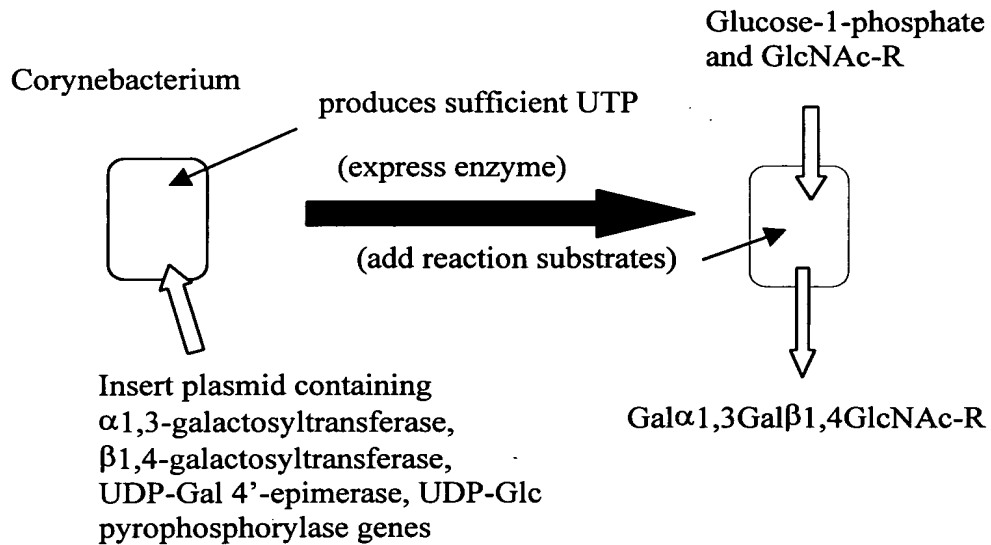 Corynebacterium
produces sufficient UTP
(express enzyme)
(add reaction substrates)
Insert plasmid containing
α1,3-galactosyltransferase,
β1,4-galactosyltransferase,
UDP-Gal 4’-epimerase, UDP-Glc
pyrophosphorylase genes
Glucose-1-phosphate
and GlcNAc-R
Galα1,3Galβ1,4GlcNAc-R